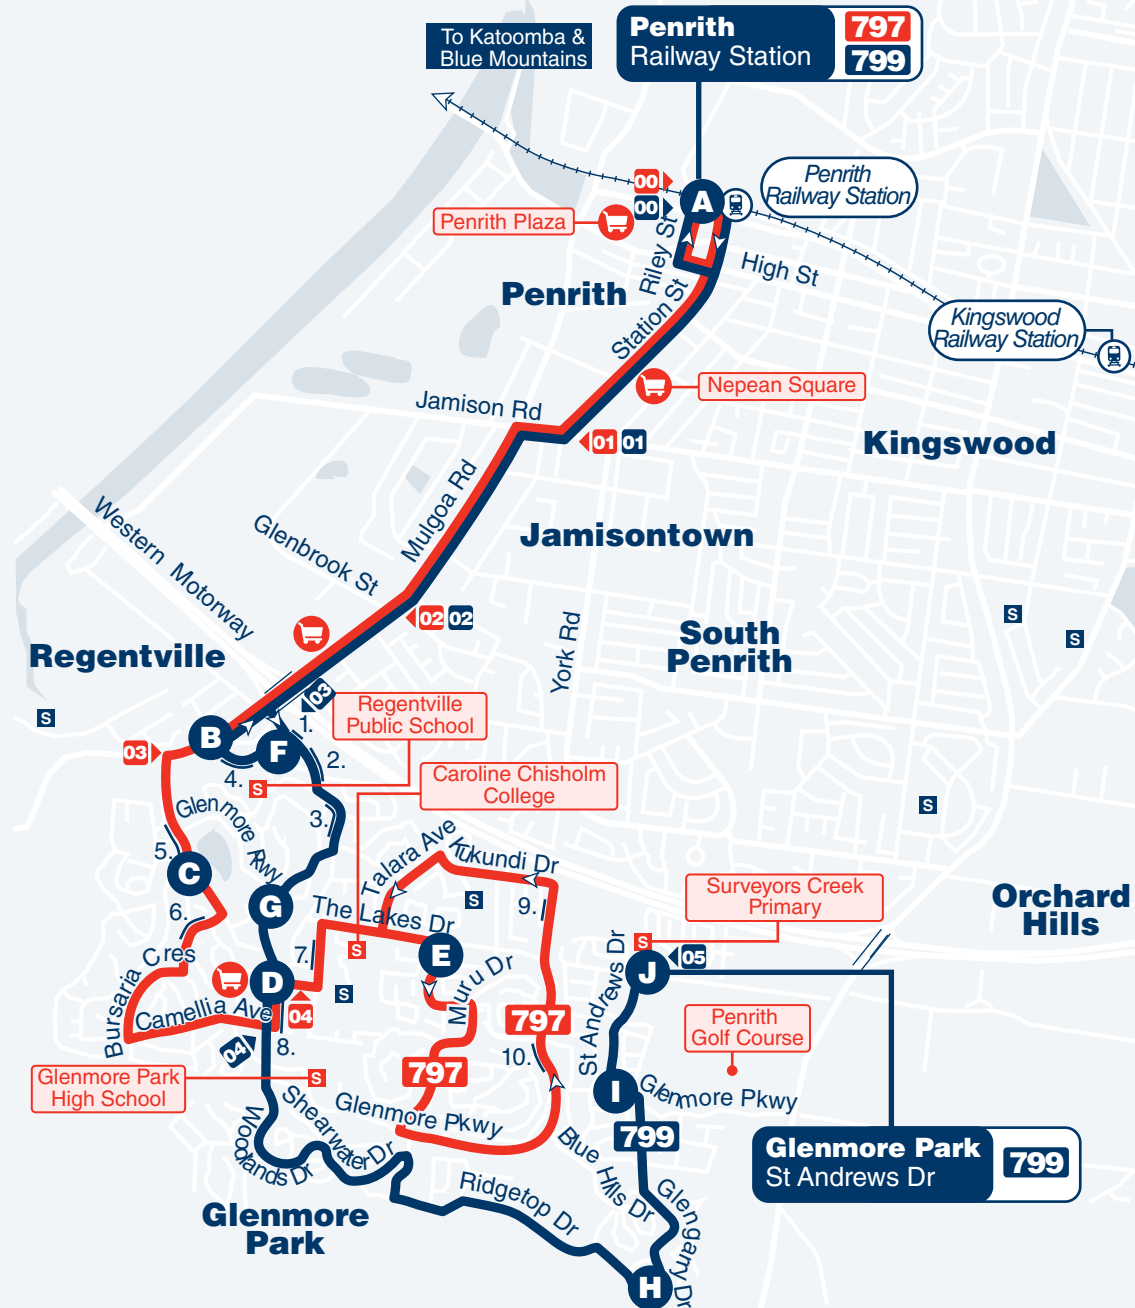 To Katoomba &
Blue Mountains
Penrith
Railway Station
797
799
Penrith
Railway Station
00
00
A
Penrith Plaza
Riley St
High St
Penrith
Station St
Kingswood
Railway Station
Nepean Square
Jamison Rd
01 01
Kingswood
Mulgoa Rd
Western Motorway
Glenbrook St
Jamisontown
02 02
York Rd
South
Penrith
S
S
Regentville
S
03
Regentville
Public School
B
F
1.
2.
03
4.
S
Caroline Chisholm
College
S
3.
Glenmore Pkwy
5.
C
Talara Ave
Kukundi Dr
6.
G
The Lakes Dr
S
9.
Surveyors Creek
Primary
Orchard
Hills
7.
S
E
S
J
05
St Andrews Dr
Bursaria Cres
D
S
Muru Dr
Camellia Ave
04
797
Penrith
Golf Course
04
8.
10.
Glenmore Park
High School
S
797
I
Glenmore Pkwy
Woodlands Dr
Shearwater Dr
Glenmore Pkwy
799
Blue Hills Dr
Glenmore Park
St Andrews Dr
799
Ridgetop Dr
Glengarry Dr
Glenmore
Park
H